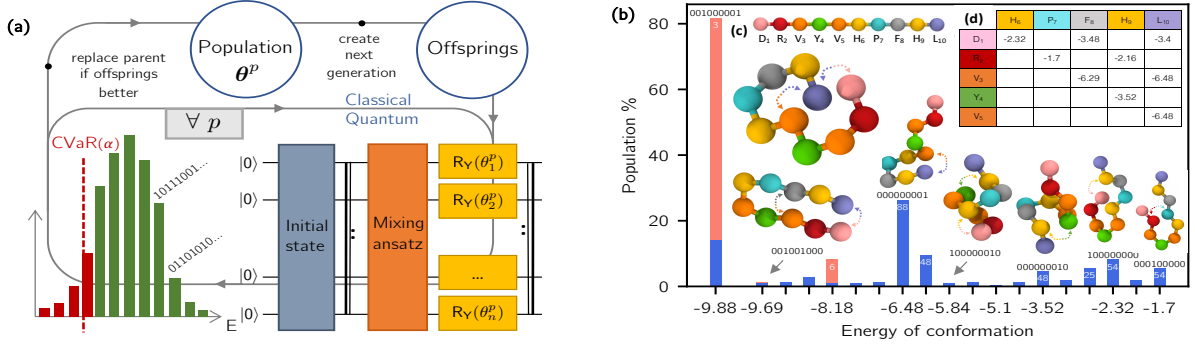 (a)
replace parent
if offsprings
better
Population
θᵖ
create
next
generation
Offsprings
Classical
Quantum
∀ p
CVaR(α)
10111001...
01101010...
E
|0⟩
|0⟩
|0⟩
|0⟩
Initial
state
Mixing
ansatz
R_Y(θ₁ᵖ)
R_Y(θ₂ᵖ)
...
R_Y(θₙᵖ)
(b)
Population %
80
60
40
20
0
001000001
3
(c)
D₁ R₂ V₃ Y₄ V₅ H₆ P₇ F₈ H₉ L₁₀
(d)
H₆ P₇ F₈ H₉ L₁₀
D₁ -2.32 -3.48 -3.4
R₂ -1.7 -2.16
V₃ -6.29 -6.48
Y₄ -3.52
V₅ -6.48
001001000
6
000000001
88
48
100000010
000000010
48
25
10000000
54
000100000
54
-9.88 -9.69 -8.18 -6.48 -5.84 -5.1 -3.52 -2.32 -1.7
Energy of conformation